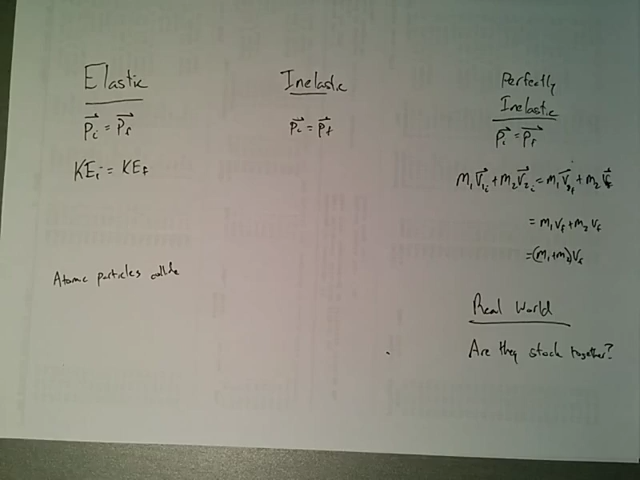 Elastic
P⃗i = P⃗f
KEi = KEf
Atomic particles collide
Inelastic
P⃗i = P⃗f
Perfectly
Inelastic
P⃗i = P⃗f
m₁v⃗₁i + m₂v⃗₂i = m₁v⃗₁f + m₂v⃗f
= m₁vf + m₂vf
= (m₁+m₂)vf
Real World
Are they stuck together?